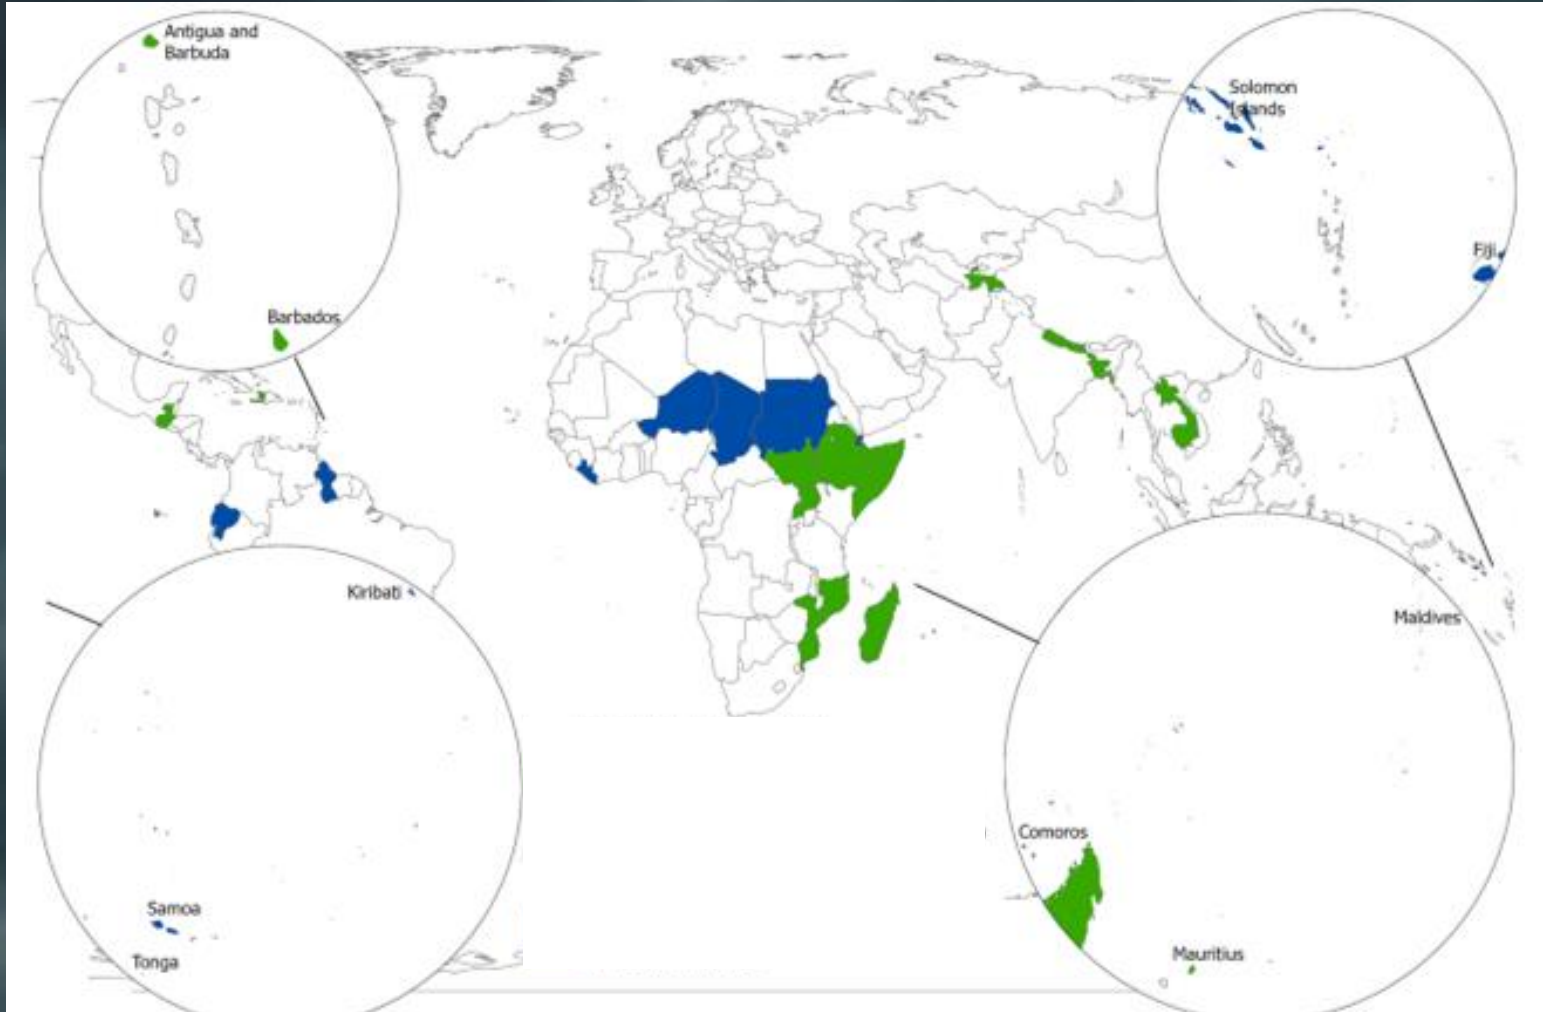 Antigua and
Barbuda
Barbados
Solomon
Islands
Fiji
Kiribati
Samoa
Tonga
Maldives
Comoros
Mauritius